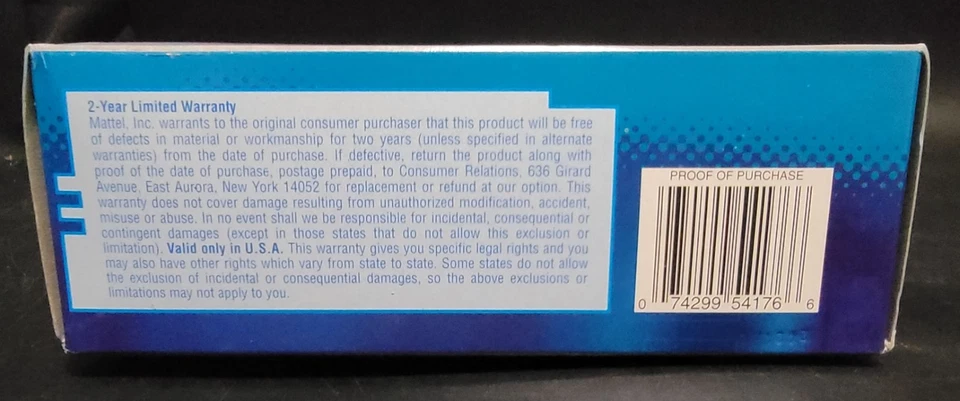 2-Year Limited Warranty
Mattel, Inc. warrants to the original consumer purchaser that this product will be free
of defects in material or workmanship for two years (unless specified in alternate
warranties) from the date of purchase. If defective, return the product along with
proof of the date of purchase, postage prepaid, to Consumer Relations, 636 Girard
Avenue, East Aurora, New York 14052 for replacement or refund at our option. This
warranty does not cover damage resulting from unauthorized modification, accident,
misuse or abuse. In no event shall we be responsible for incidental, consequential or
contingent damages (except in those states that do not allow this exclusion or
limitation). Valid only in U.S.A. This warranty gives you specific legal rights and you
may also have other rights which vary from state to state. Some states do not allow
the exclusion of incidental or consequential damages, so the above exclusions or
limitations may not apply to you.
PROOF OF PURCHASE
0 74299 54176 6